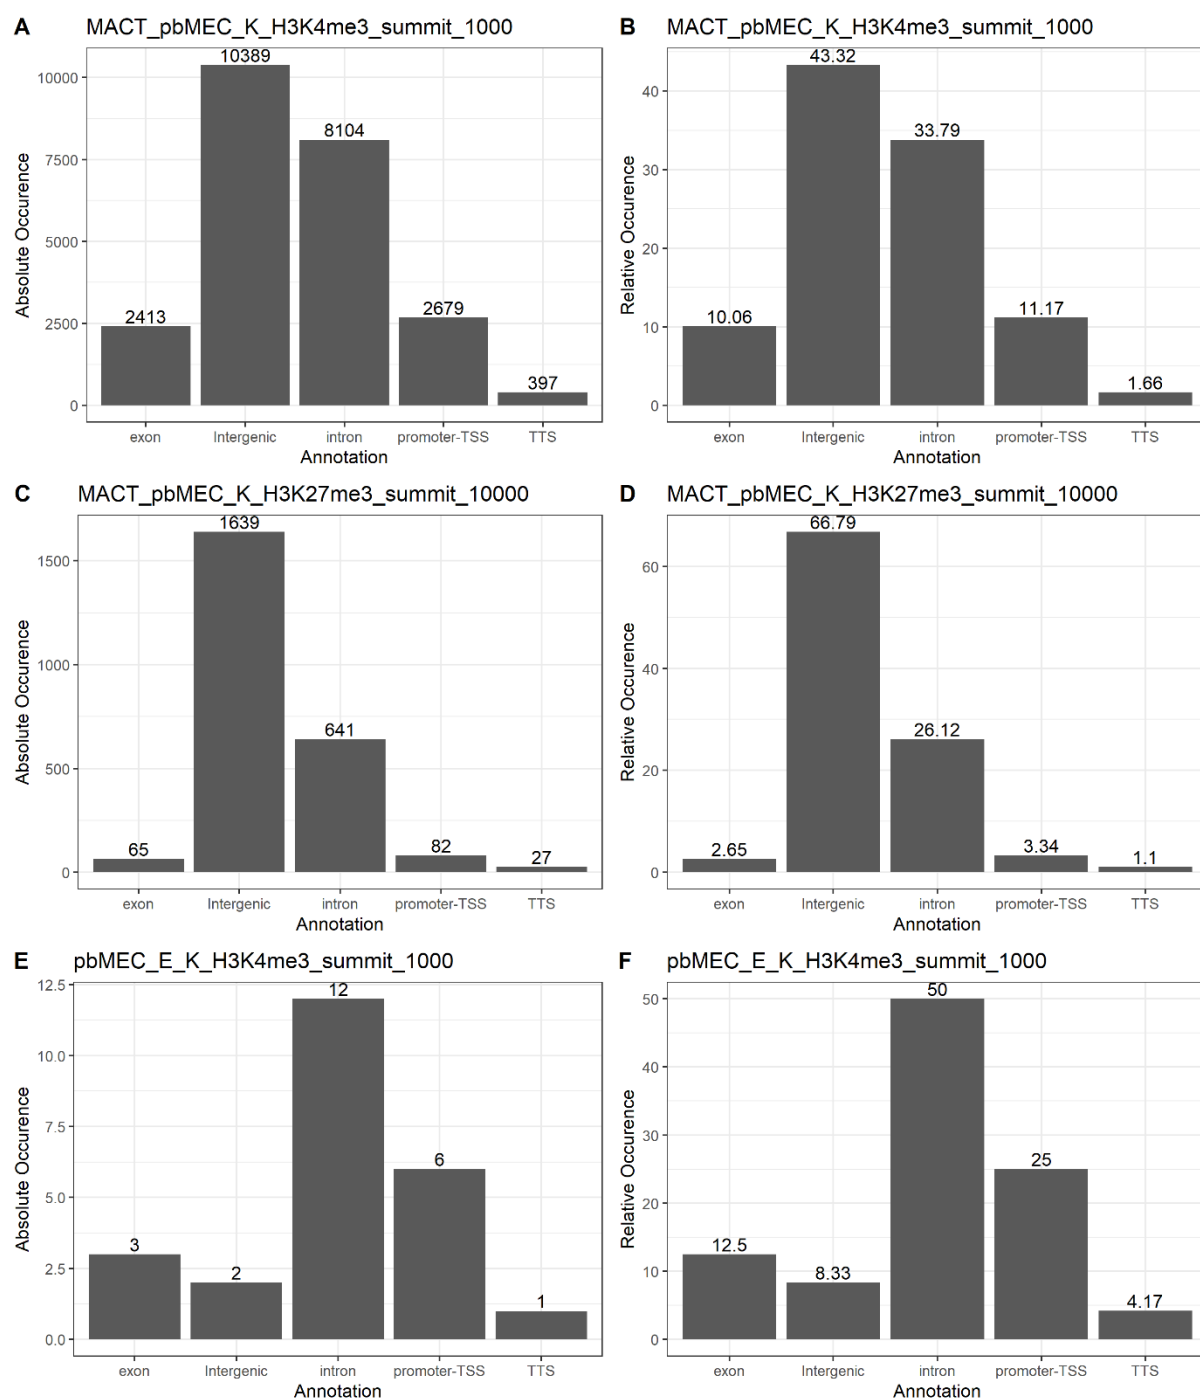 A MACT_pbMEC_K_H3K4me3_summit_1000
10389
10000
8104
7500
Absolute Occurence
5000
2679
2500
2413
397
0
exon Intergenic intron promoter-TSS TTS
Annotation
B MACT_pbMEC_K_H3K4me3_summit_1000
43.32
40
33.79
30
Relative Occurence
20
11.17
10.06
10
1.66
0
exon Intergenic intron promoter-TSS TTS
Annotation
C MACT_pbMEC_K_H3K27me3_summit_10000
1639
1500
1000
Absolute Occurence
641
500
65
82
27
0
exon Intergenic intron promoter-TSS TTS
Annotation
D MACT_pbMEC_K_H3K27me3_summit_10000
66.79
60
40
Relative Occurence
26.12
20
2.65
3.34
1.1
0
exon Intergenic intron promoter-TSS TTS
Annotation
E pbMEC_E_K_H3K4me3_summit_1000
12.5
12
10.0
7.5
Absolute Occurence
6
5.0
3
2.5
2
1
0.0
exon Intergenic intron promoter-TSS TTS
Annotation
F pbMEC_E_K_H3K4me3_summit_1000
50
50
40
30
Relative Occurence
25
20
12.5
10
8.33
4.17
0
exon Intergenic intron promoter-TSS TTS
Annotation